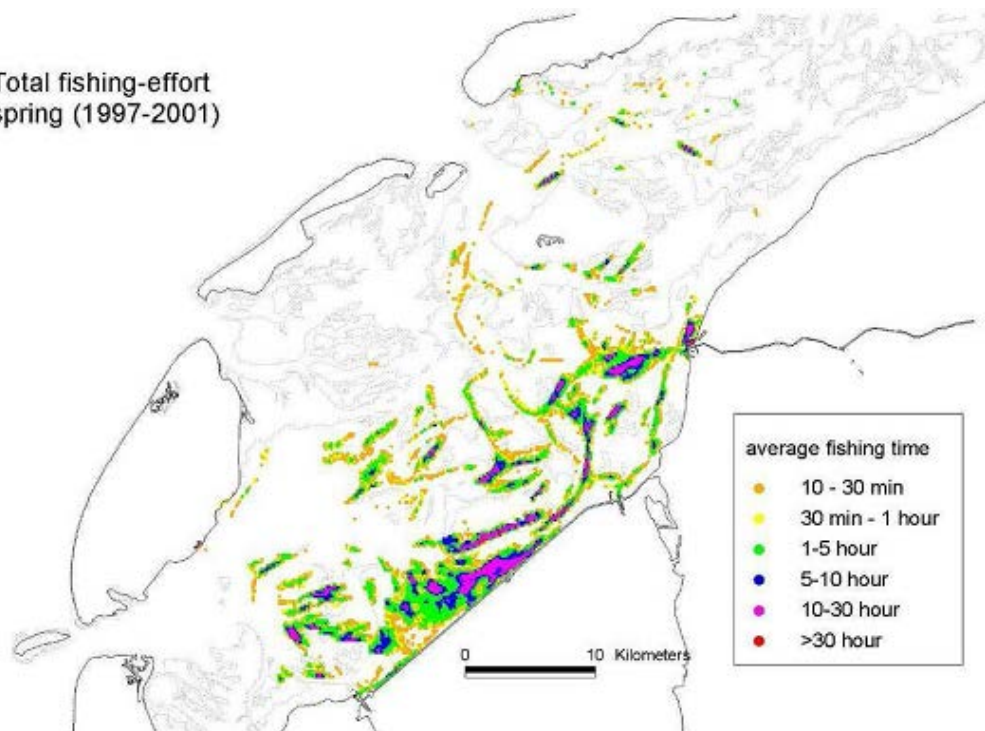 Total fishing-effort
spring (1997-2001)
average fishing time
10 - 30 min
30 min - 1 hour
1-5 hour
5-10 hour
10-30 hour
>30 hour
0 10 Kilometers